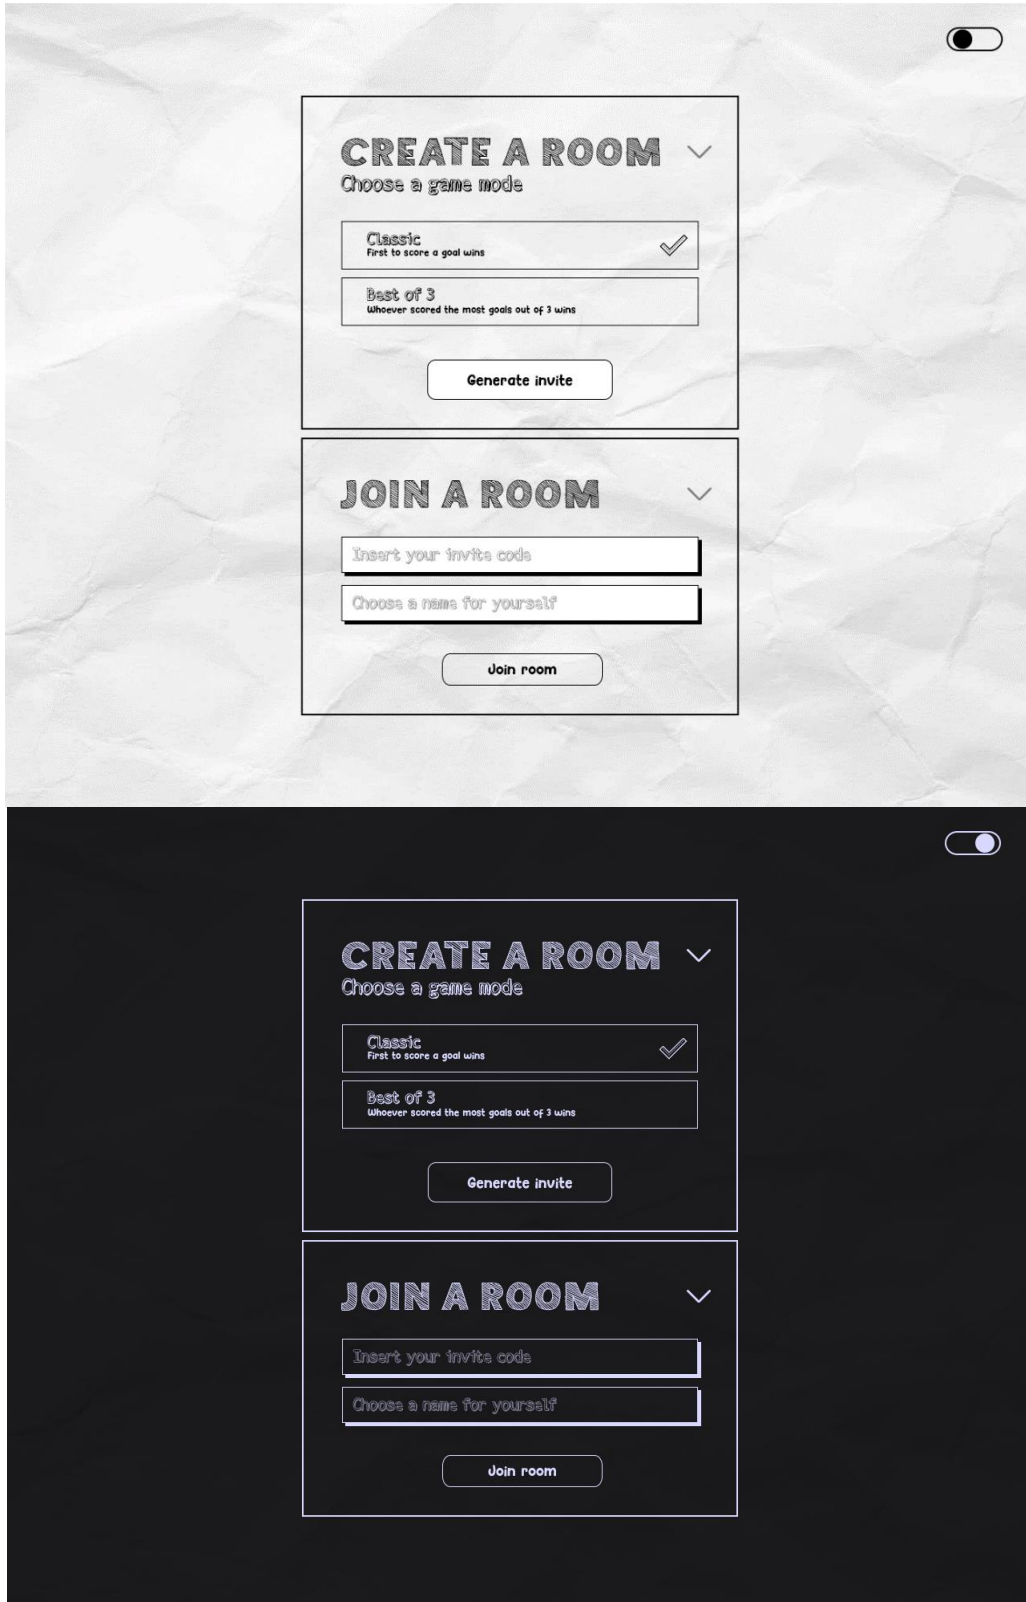 CREATE A ROOM
Choose a game mode
Classic
First to score a goal wins
Best of 3
Whoever scored the most goals out of 3 wins
Generate invite
JOIN A ROOM
Insert your invite code
Choose a name for yourself
Join room
CREATE A ROOM
Choose a game mode
Classic
First to score a goal wins
Best of 3
Whoever scored the most goals out of 3 wins
Generate invite
JOIN A ROOM
Insert your invite code
Choose a name for yourself
Join room